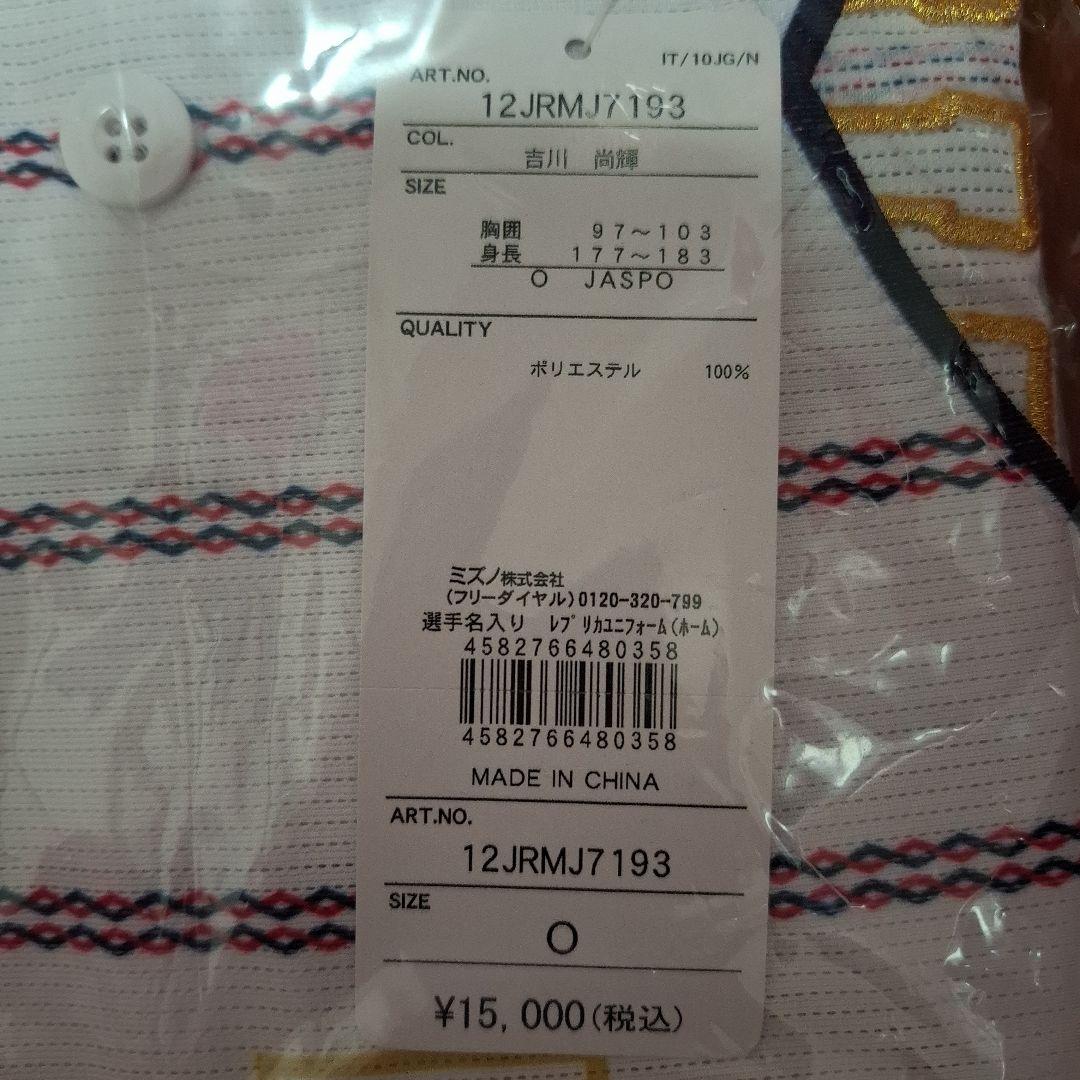 IT/10JG/N
ART.NO.
12JRMJ7193
COL.
吉川 尚輝
SIZE
胸囲 97～103
身長 177～183
O JASPO
QUALITY
ポリエステル 100%
ミズノ株式会社
(フリーダイヤル)0120-320-799
選手名入り ﾚﾌﾟﾘｶﾕﾆﾌｫｰﾑ(ﾎｰﾑ)
4582766480358
4582766480358
MADE IN CHINA
ART.NO.
12JRMJ7193
SIZE
O
¥15,000(税込)